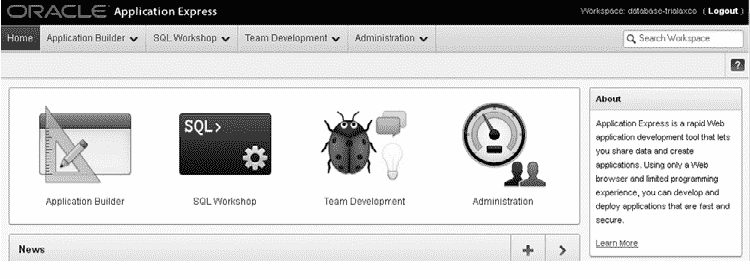 ORACLE Application Express Workspace: database-trialaxco ( Logout )
Home Application Builder SQL Workshop Team Development Administration Search Workspace
?
About
Application Express is a rapid Web
application development tool that lets
you share data and create
applications. Using only a Web
browser and limited programming
experience, you can develop and
deploy applications that are fast and
secure.
Learn More
SQL>
Application Builder SQL Workshop Team Development Administration
News